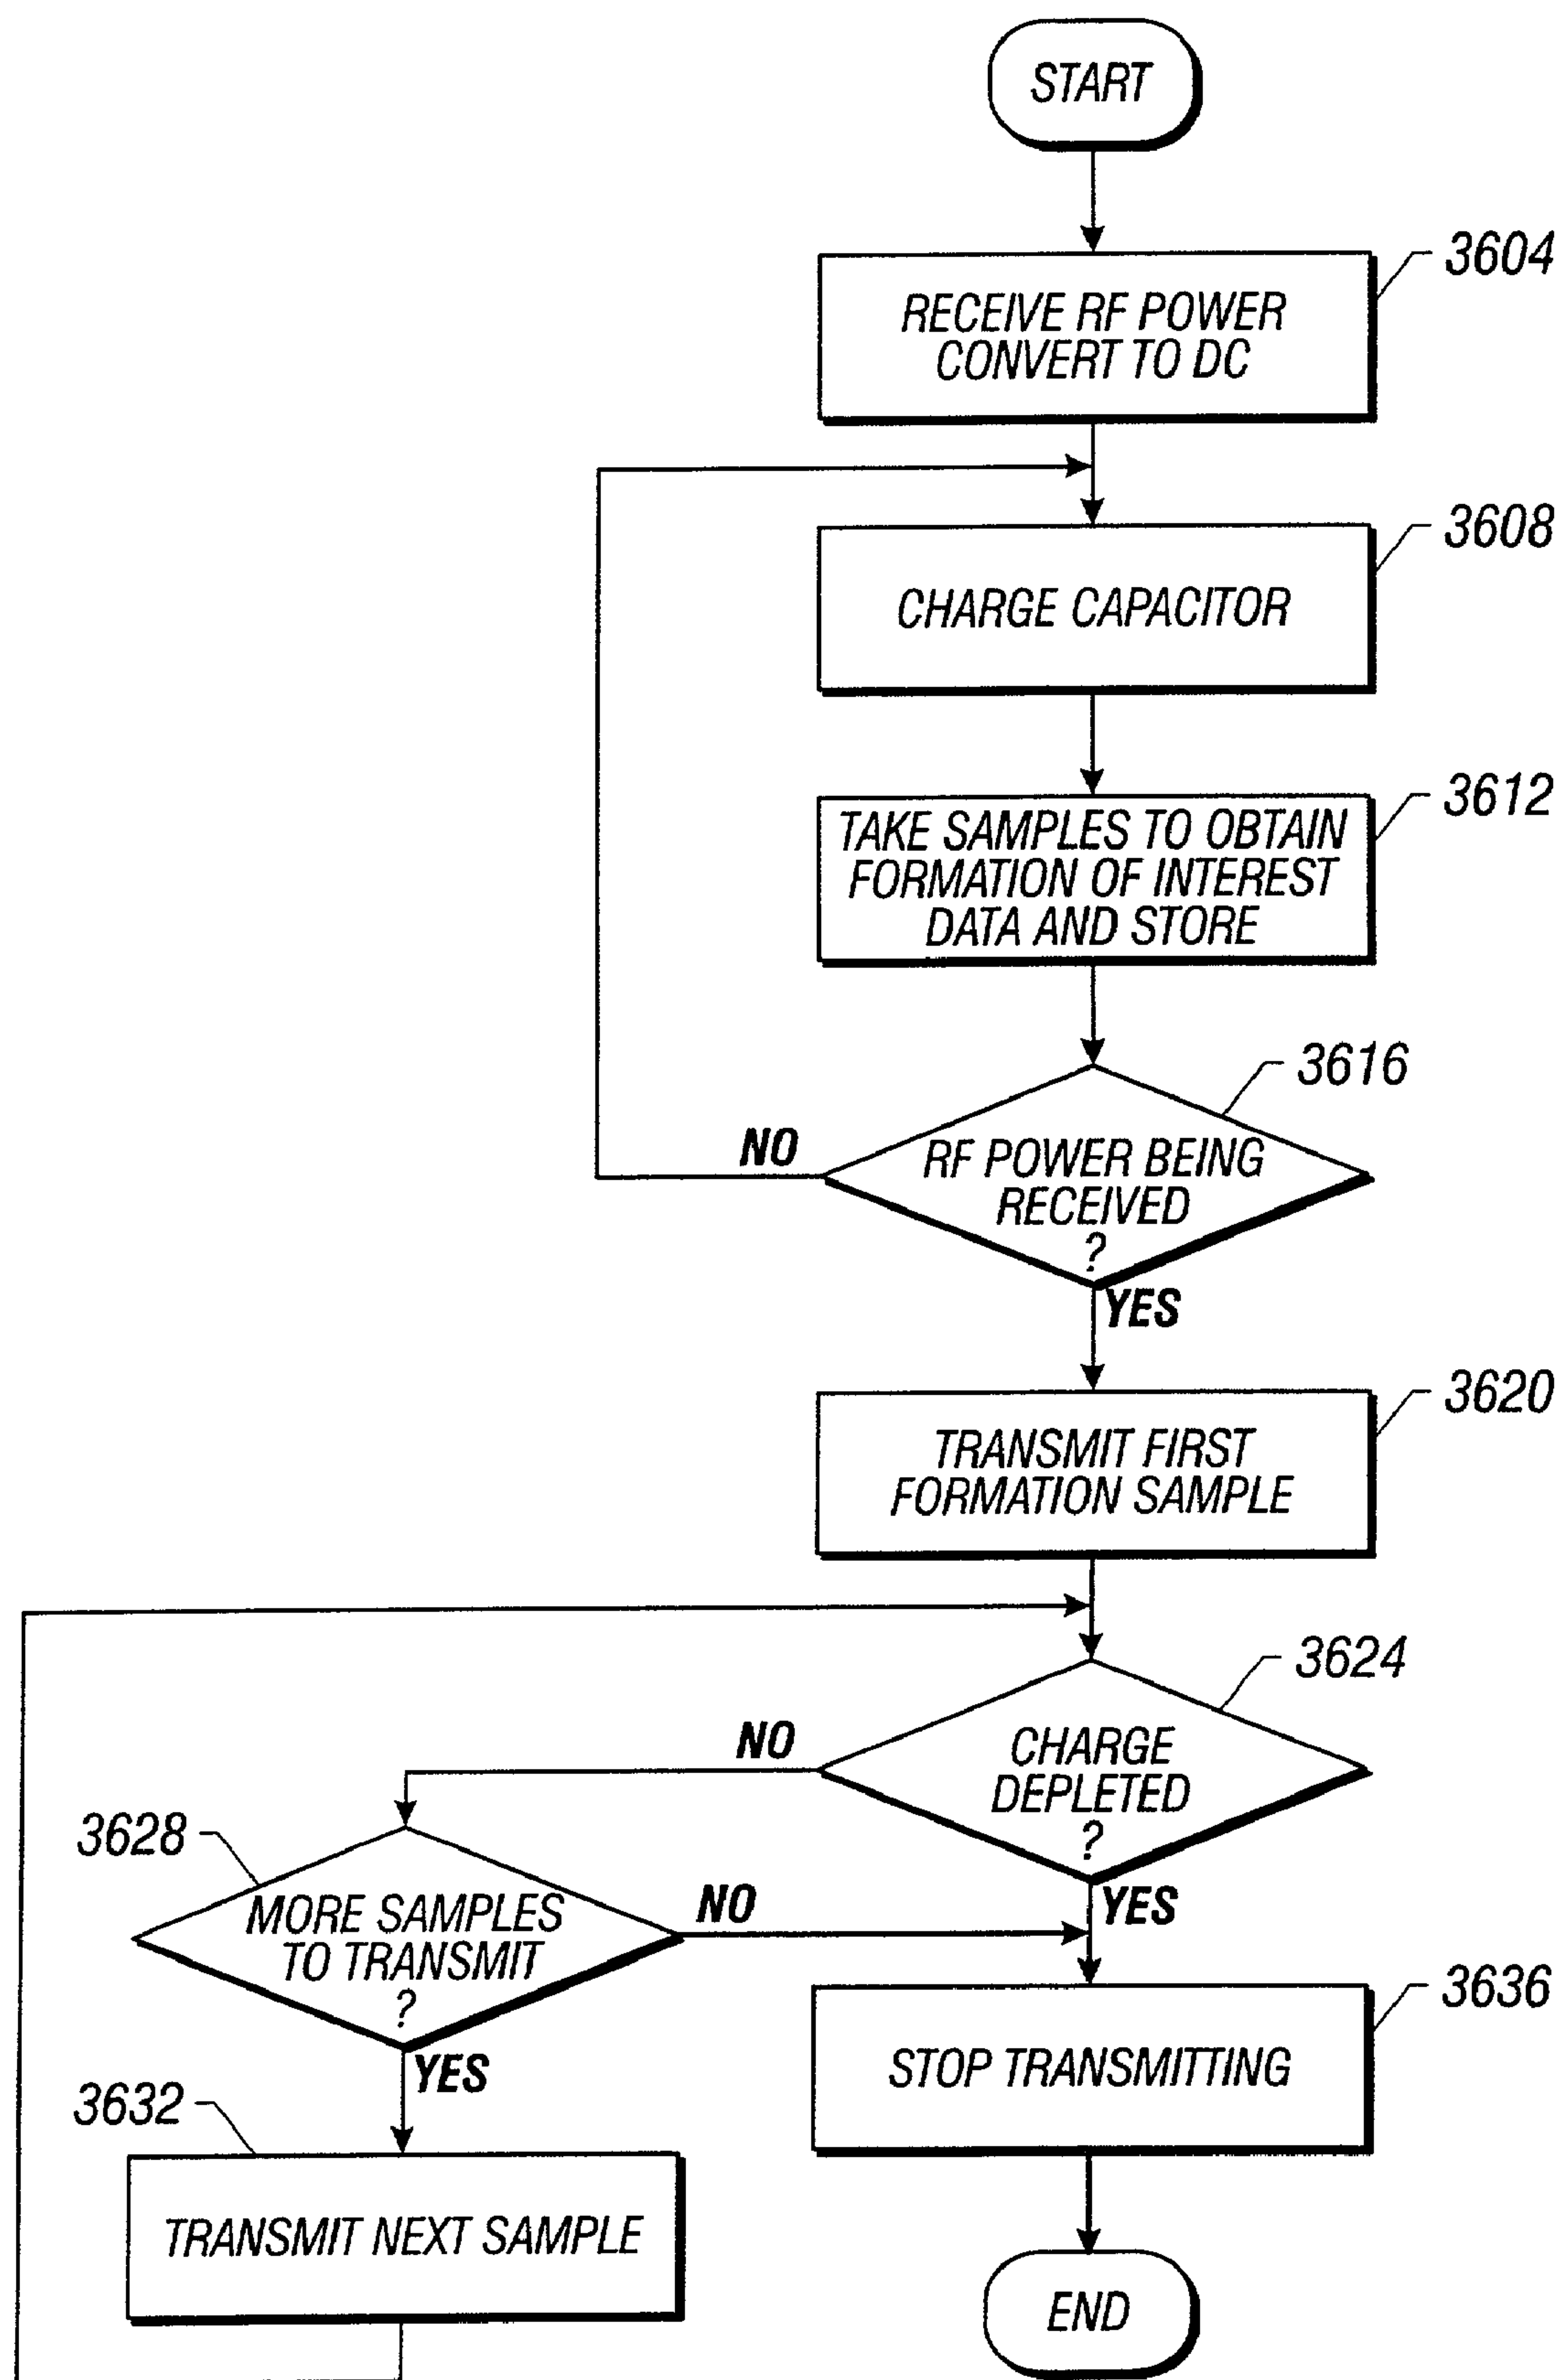 START
3604
RECEIVE RF POWER
CONVERT TO DC
3608
CHARGE CAPACITOR
3612
TAKE SAMPLES TO OBTAIN
FORMATION OF INTEREST
DATA AND STORE
3616
NO
RF POWER BEING
RECEIVED
?
YES
3620
TRANSMIT FIRST
FORMATION SAMPLE
3624
NO
CHARGE
DEPLETED
?
YES
3628
MORE SAMPLES
TO TRANSMIT
?
NO
YES
3636
STOP TRANSMITTING
3632
TRANSMIT NEXT SAMPLE
END